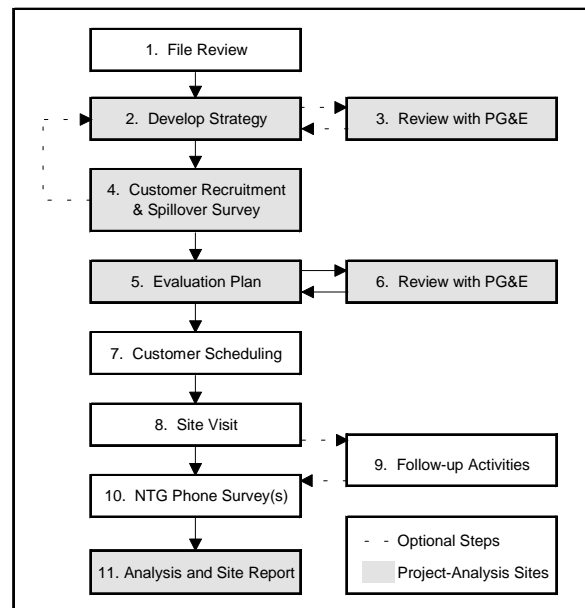 1. File Review
2. Develop Strategy
3. Review with PG&E
4. Customer Recruitment
& Spillover Survey
5. Evaluation Plan
6. Review with PG&E
7. Customer Scheduling
8. Site Visit
9. Follow-up Activities
10. NTG Phone Survey(s)
11. Analysis and Site Report
Optional Steps
Project-Analysis Sites